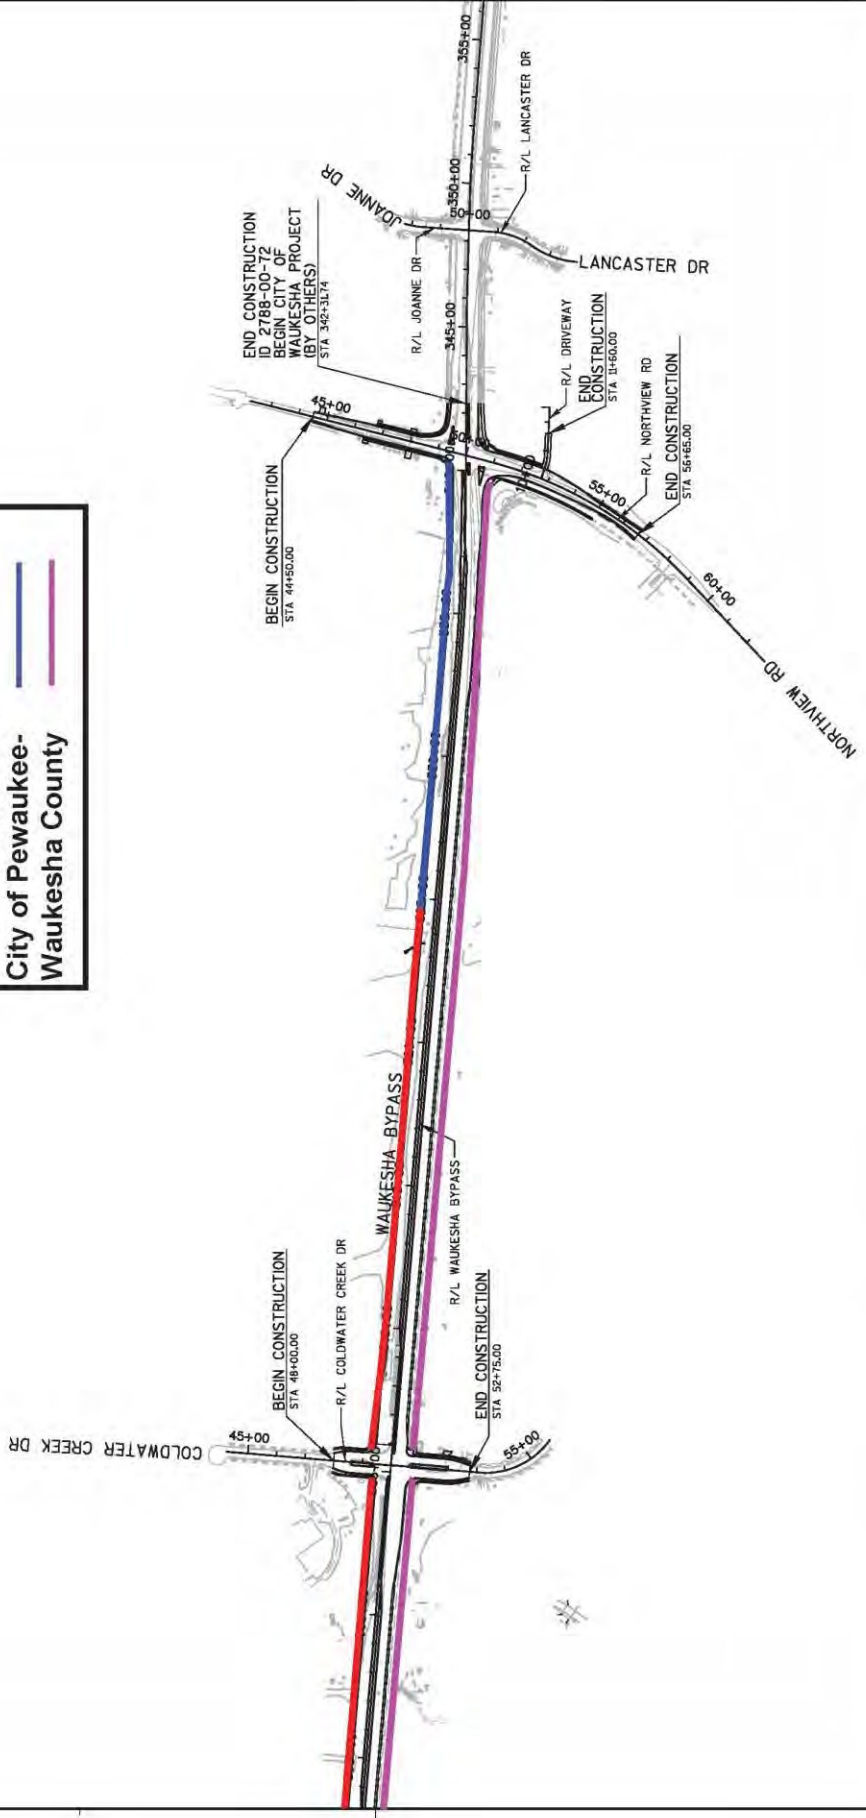 City of Pewaukee-
Waukesha County
355+00
R/L LANCASTER DR
JOANNE DR
350+00
50+00
LANCASTER DR
END CONSTRUCTION
ID 2788-00-72
BEGIN CITY OF
WAUKESHA PROJECT
(BY OTHERS)
STA 342+31.74
R/L JOANNE DR
345+00
R/L DRIVEWAY
END
CONSTRUCTION
STA 11+60.00
45+00
R/L NORTHVIEW RD
END CONSTRUCTION
STA 56+65.00
BEGIN CONSTRUCTION
STA 44+50.00
55+00
60+00
NORTHVIEW RD
WAUKESHA BYPASS
R/L WAUKESHA BYPASS
BEGIN CONSTRUCTION
STA 48+00.00
R/L COLDWATER CREEK DR
END CONSTRUCTION
STA 52+75.00
COLDWATER CREEK DR
45+00
55+00